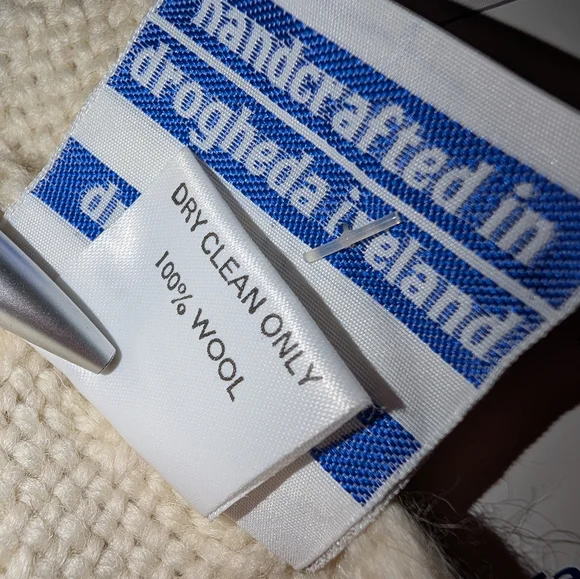 handcrafted in
drogheda ireland
d
DRY CLEAN ONLY
100% WOOL